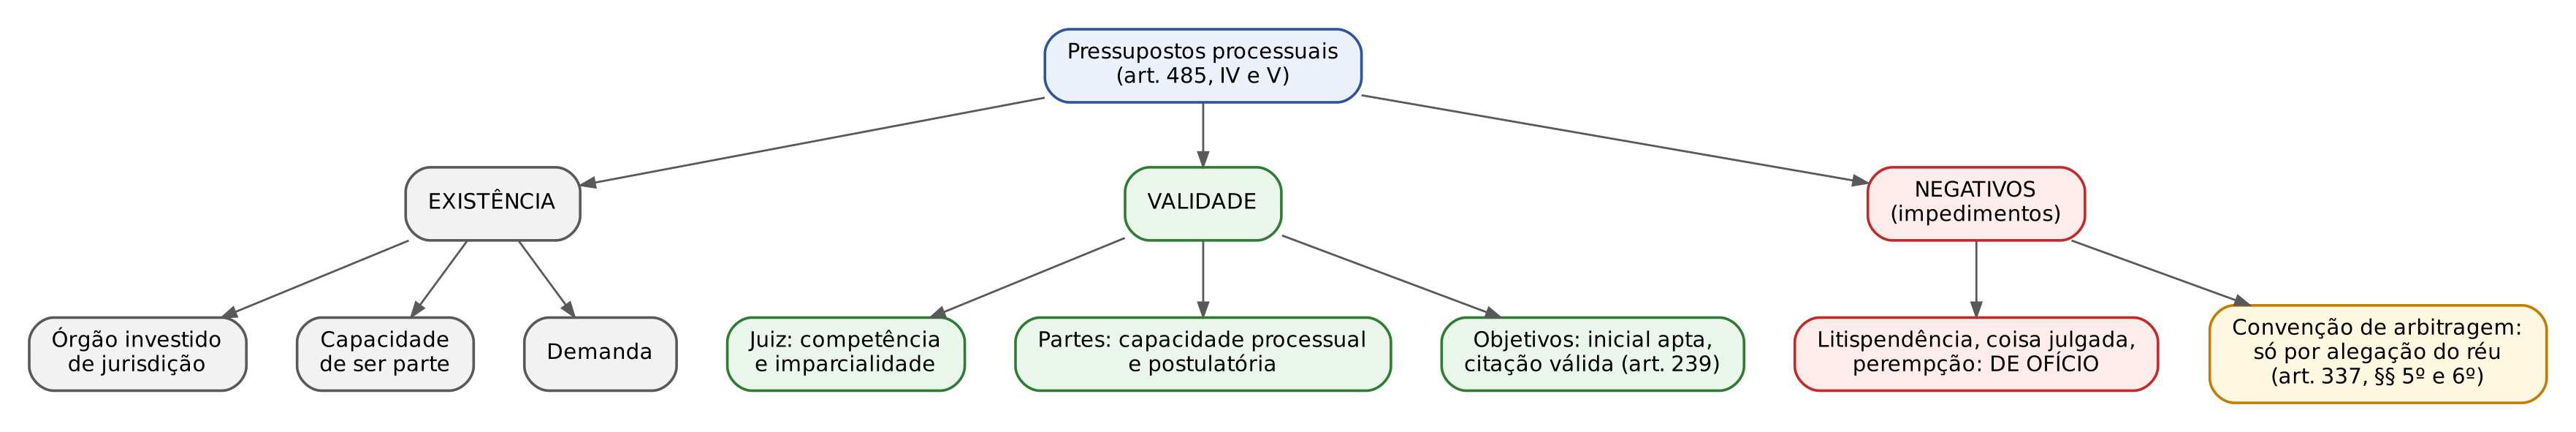 Pressupostos processuais
(art. 485, IV e V)
EXISTÊNCIA
VALIDADE
NEGATIVOS
(impedimentos)
Órgão investido
de jurisdição
Capacidade
de ser parte
Demanda
Juiz: competência
e imparcialidade
Partes: capacidade processual
e postulatória
Objetivos: inicial apta,
citação válida (art. 239)
Litispendência, coisa julgada,
perempção: DE OFÍCIO
Convenção de arbitragem:
só por alegação do réu
(art. 337, §§ 5º e 6º)